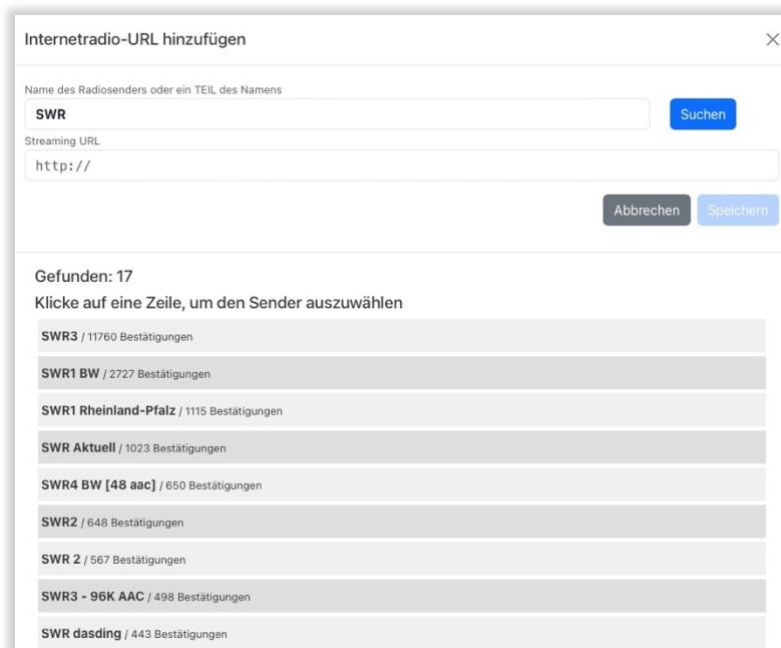 Internetradio-URL hinzufügen
Name des Radiosenders oder ein TEIL des Namens
SWR
Suchen
Streaming URL
http://
Abbrechen Speichern
Gefunden: 17
Klicke auf eine Zeile, um den Sender auszuwählen
SWR3 / 11760 Bestätigungen
SWR1 BW / 2727 Bestätigungen
SWR1 Rheinland-Pfalz / 1115 Bestätigungen
SWR Aktuell / 1023 Bestätigungen
SWR4 BW [48 aac] / 650 Bestätigungen
SWR2 / 648 Bestätigungen
SWR 2 / 567 Bestätigungen
SWR3 - 96K AAC / 498 Bestätigungen
SWR dasding / 443 Bestätigungen